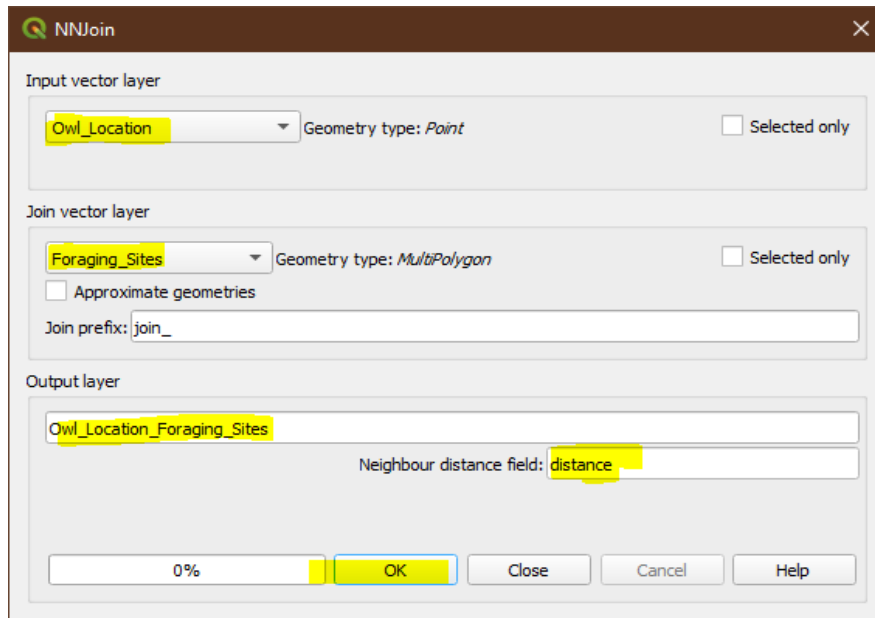 NNJoin
Input vector layer
Owl_Location Geometry type: Point Selected only
Join vector layer
Foraging_Sites Geometry type: MultiPolygon Selected only
Approximate geometries
Join prefix: join_
Output layer
Owl_Location_Foraging_Sites
Neighbour distance field: distance
0% OK Close Cancel Help